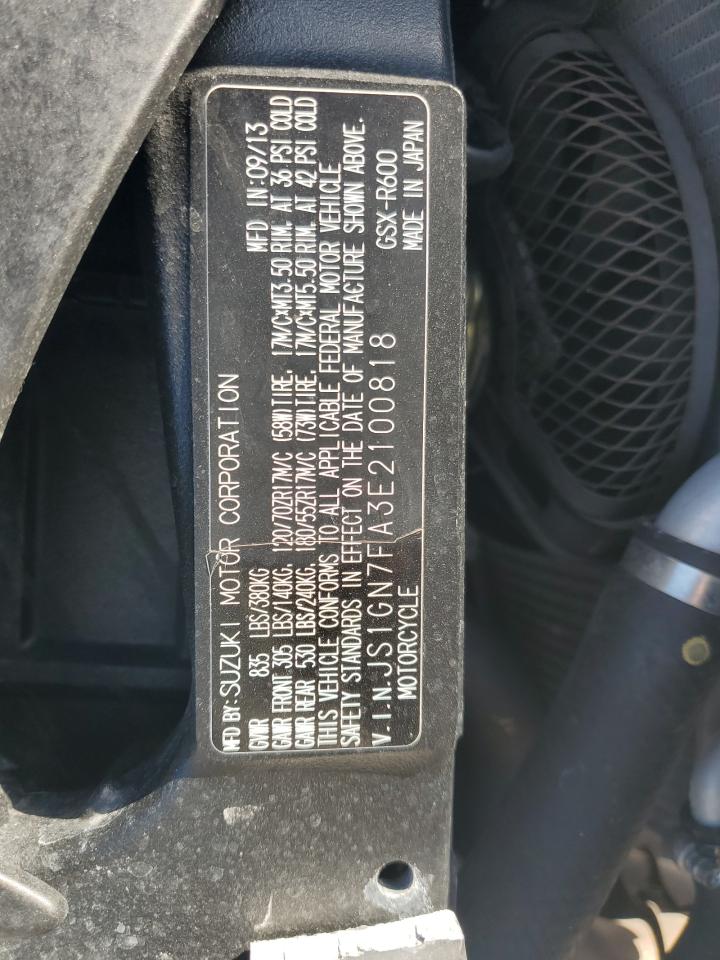 MFD BY: SUZUKI MOTOR CORPORATION MFD IN: 09/13
GVWR 835 LBS/380KG
GAWR FRONT 305 LBS/140KG, 120/70ZR17M/C (58W) TIRE, 17M/C×MT3.50 RIM, AT 36 PSI COLD
GAWR REAR 530 LBS/240KG, 180/55ZR17M/C (73W) TIRE, 17M/C×MT5.50 RIM, AT 42 PSI COLD
THIS VEHICLE CONFORMS TO ALL APPLICABLE FEDERAL MOTOR VEHICLE
SAFETY STANDARDS IN EFFECT ON THE DATE OF MANUFACTURE SHOWN ABOVE.
V.I.N. JS1GN7FA3E2100818 GSX-R600
MOTORCYCLE MADE IN JAPAN